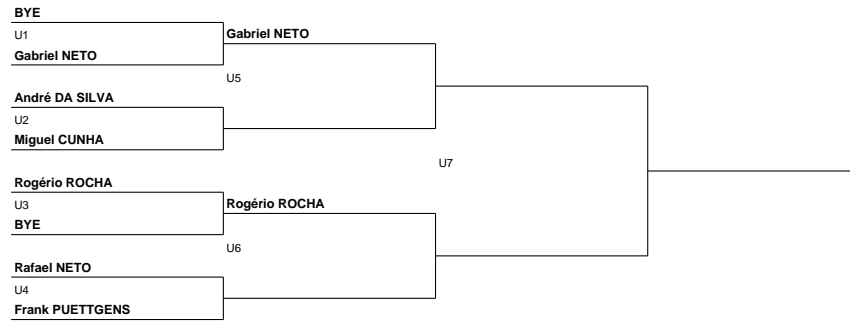 BYE
U1
Gabriel NETO
Gabriel NETO
U5
André DA SILVA
U2
Miguel CUNHA
U7
Rogério ROCHA
U3
Rogério ROCHA
BYE
U6
Rafael NETO
U4
Frank PUETTGENS